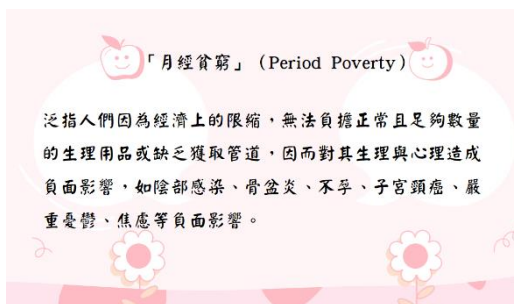 「月經貧窮」（Period Poverty）
泛指人們因為經濟上的限縮，無法負擔正常且足夠數量
的生理用品或缺乏獲取管道，因而對其生理與心理造成
負面影響，如陰部感染、骨盆炎、不孕、子宮頸癌、嚴
重憂鬱、焦慮等負面影響。